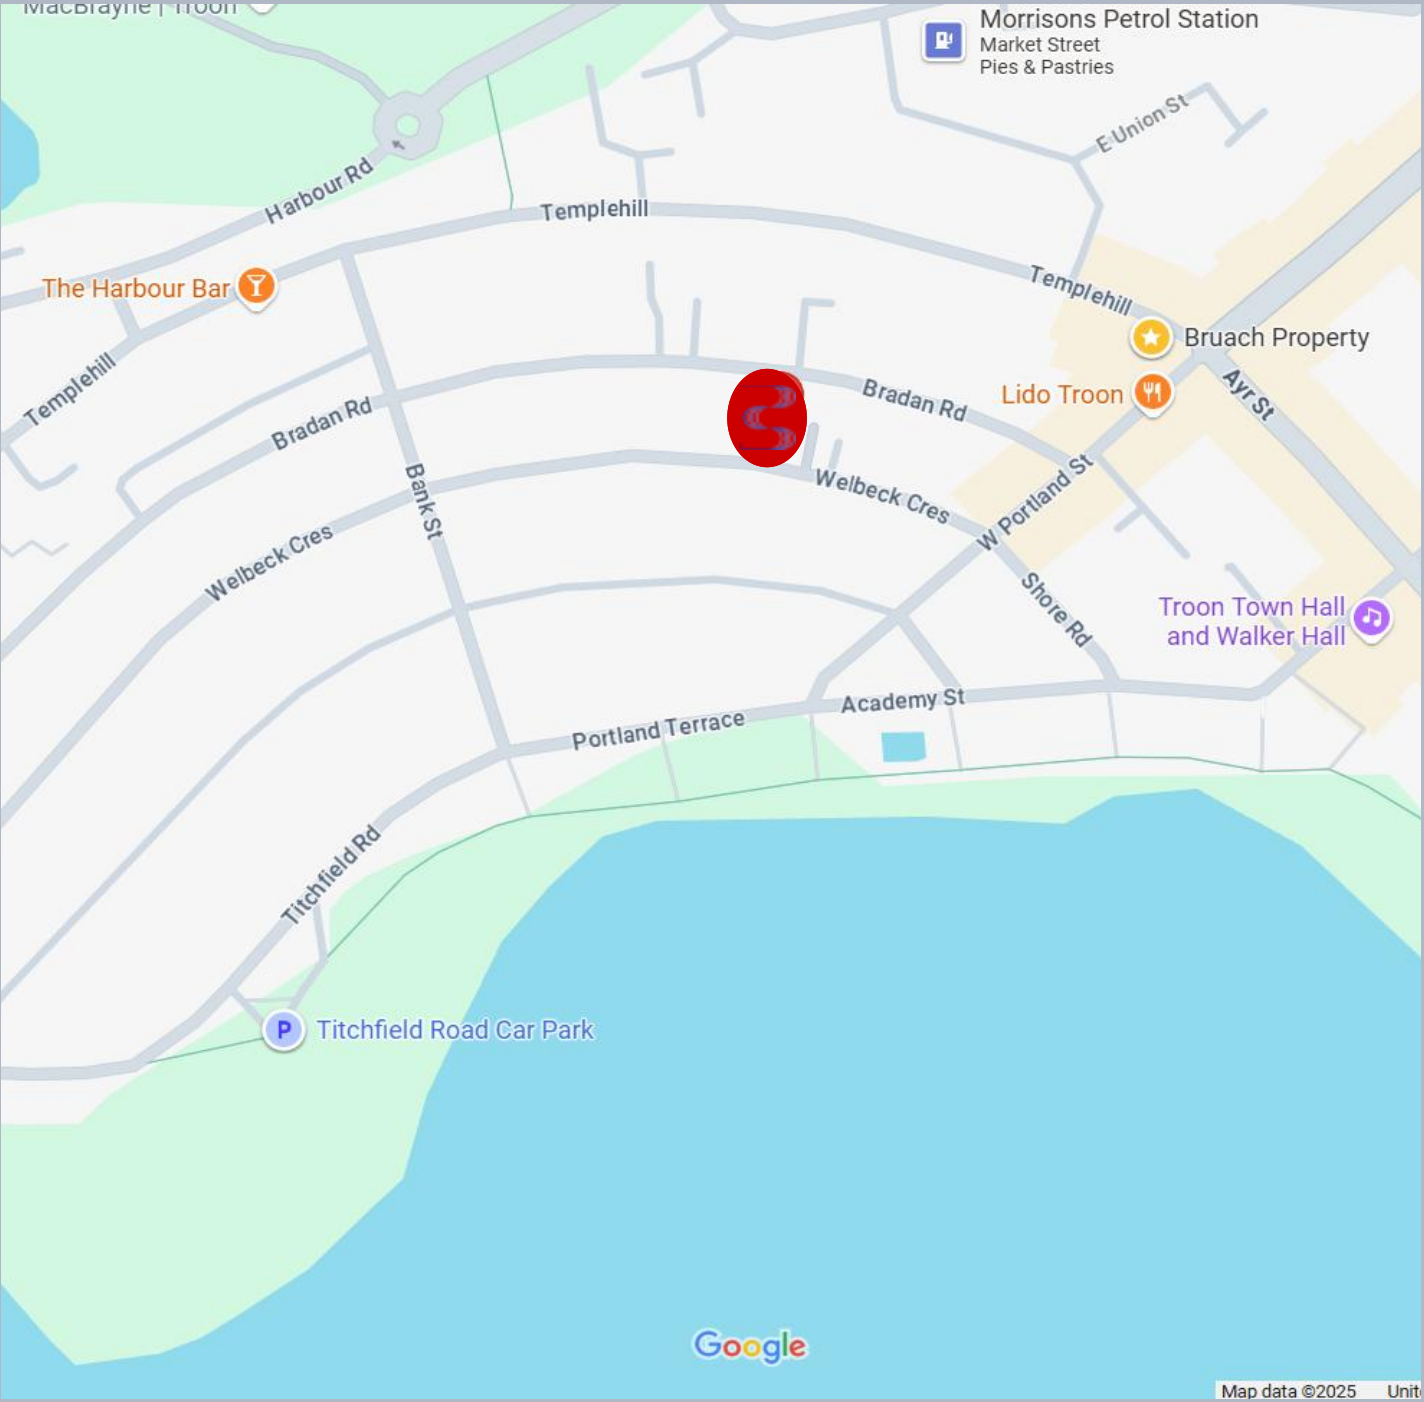 MacBrayne | Troon
Morrisons Petrol Station
Market Street
Pies & Pastries
E Union St
Harbour Rd
Templehill
The Harbour Bar
Templehill
Bruach Property
Templehill
Lido Troon
Ayr St
Bradan Rd
Bradan Rd
Bank St
Welbeck Cres
W Portland St
Welbeck Cres
Shore Rd
Troon Town Hall
and Walker Hall
Academy St
Portland Terrace
Titchfield Rd
P
Titchfield Road Car Park
Google
Map data ©2025